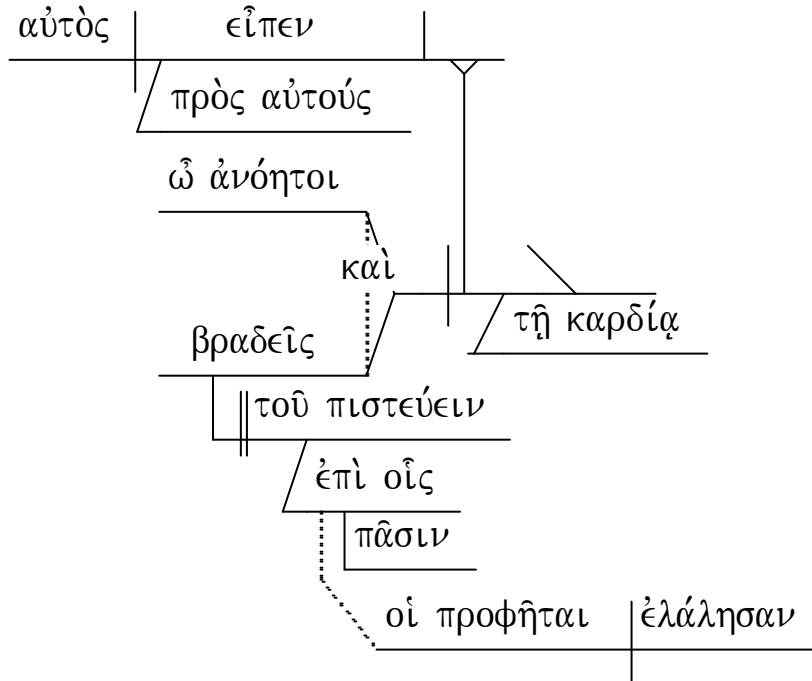 αὐτὸς εἶπεν
πρὸς αὐτούς
ὦ ἀνόητοι
καὶ
τῇ καρδίᾳ
βραδεῖς
τοῦ πιστεύειν
ἐπὶ οἷς
πᾶσιν
οἱ προφῆται ἐλάλησαν